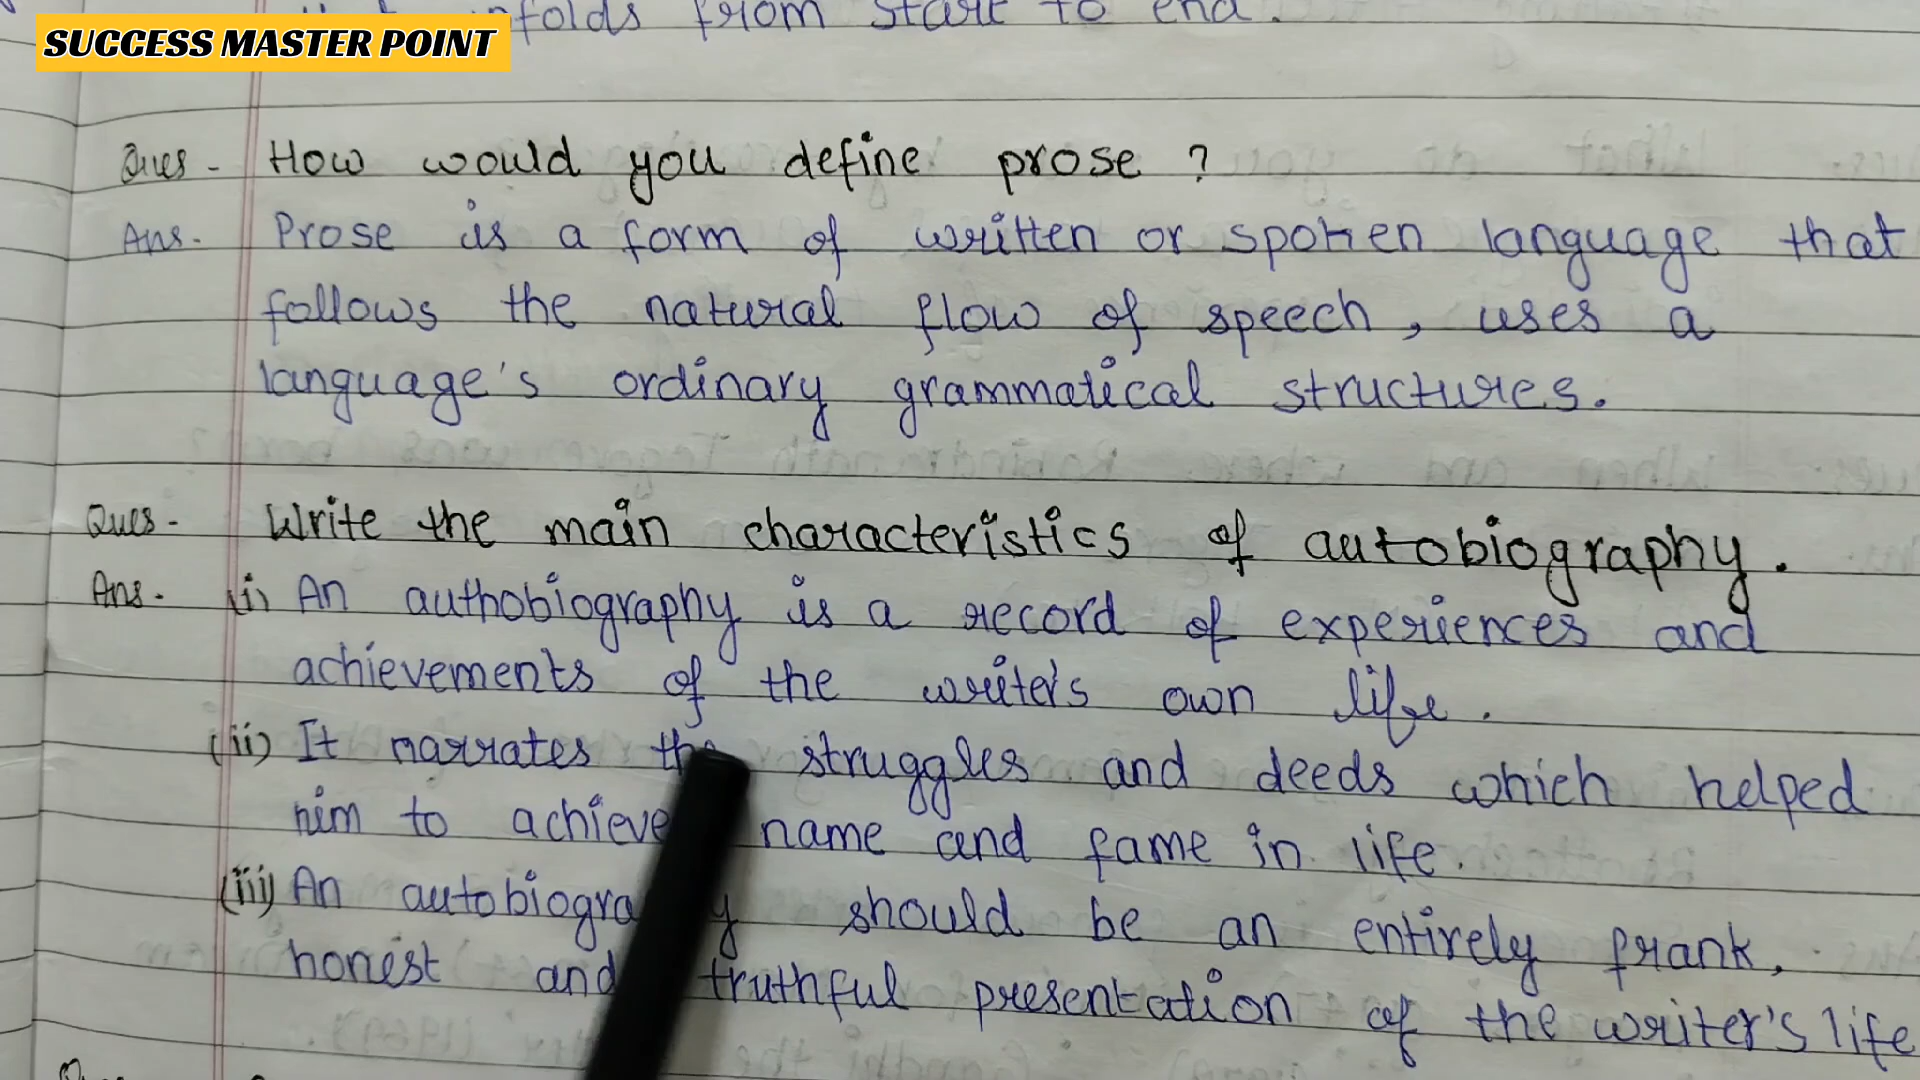 folds from start to end.
SUCCESS MASTER POINT
Ques - How would you define prose ?
Ans - Prose is a form of written or spoken language that
follows the natural flow of speech, uses a
language's ordinary grammatical structures.
Ques - Write the main characteristics of autobiography.
Ans - (i) An authobiography is a record of experiences and
achievements of the writer's own life.
(ii) It narrates the struggles and deeds which helped
him to achieve name and fame in life.
(iii) An autobiography should be an entirely frank,
honest and truthful presentation of the writer's life